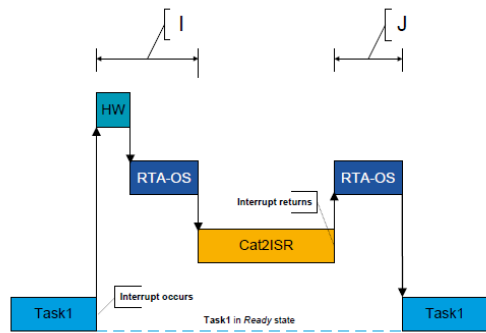 I
J
HW
RTA-OS
RTA-OS
Interrupt returns
Cat2ISR
Interrupt occurs
Task1
Task1 in Ready state
Task1